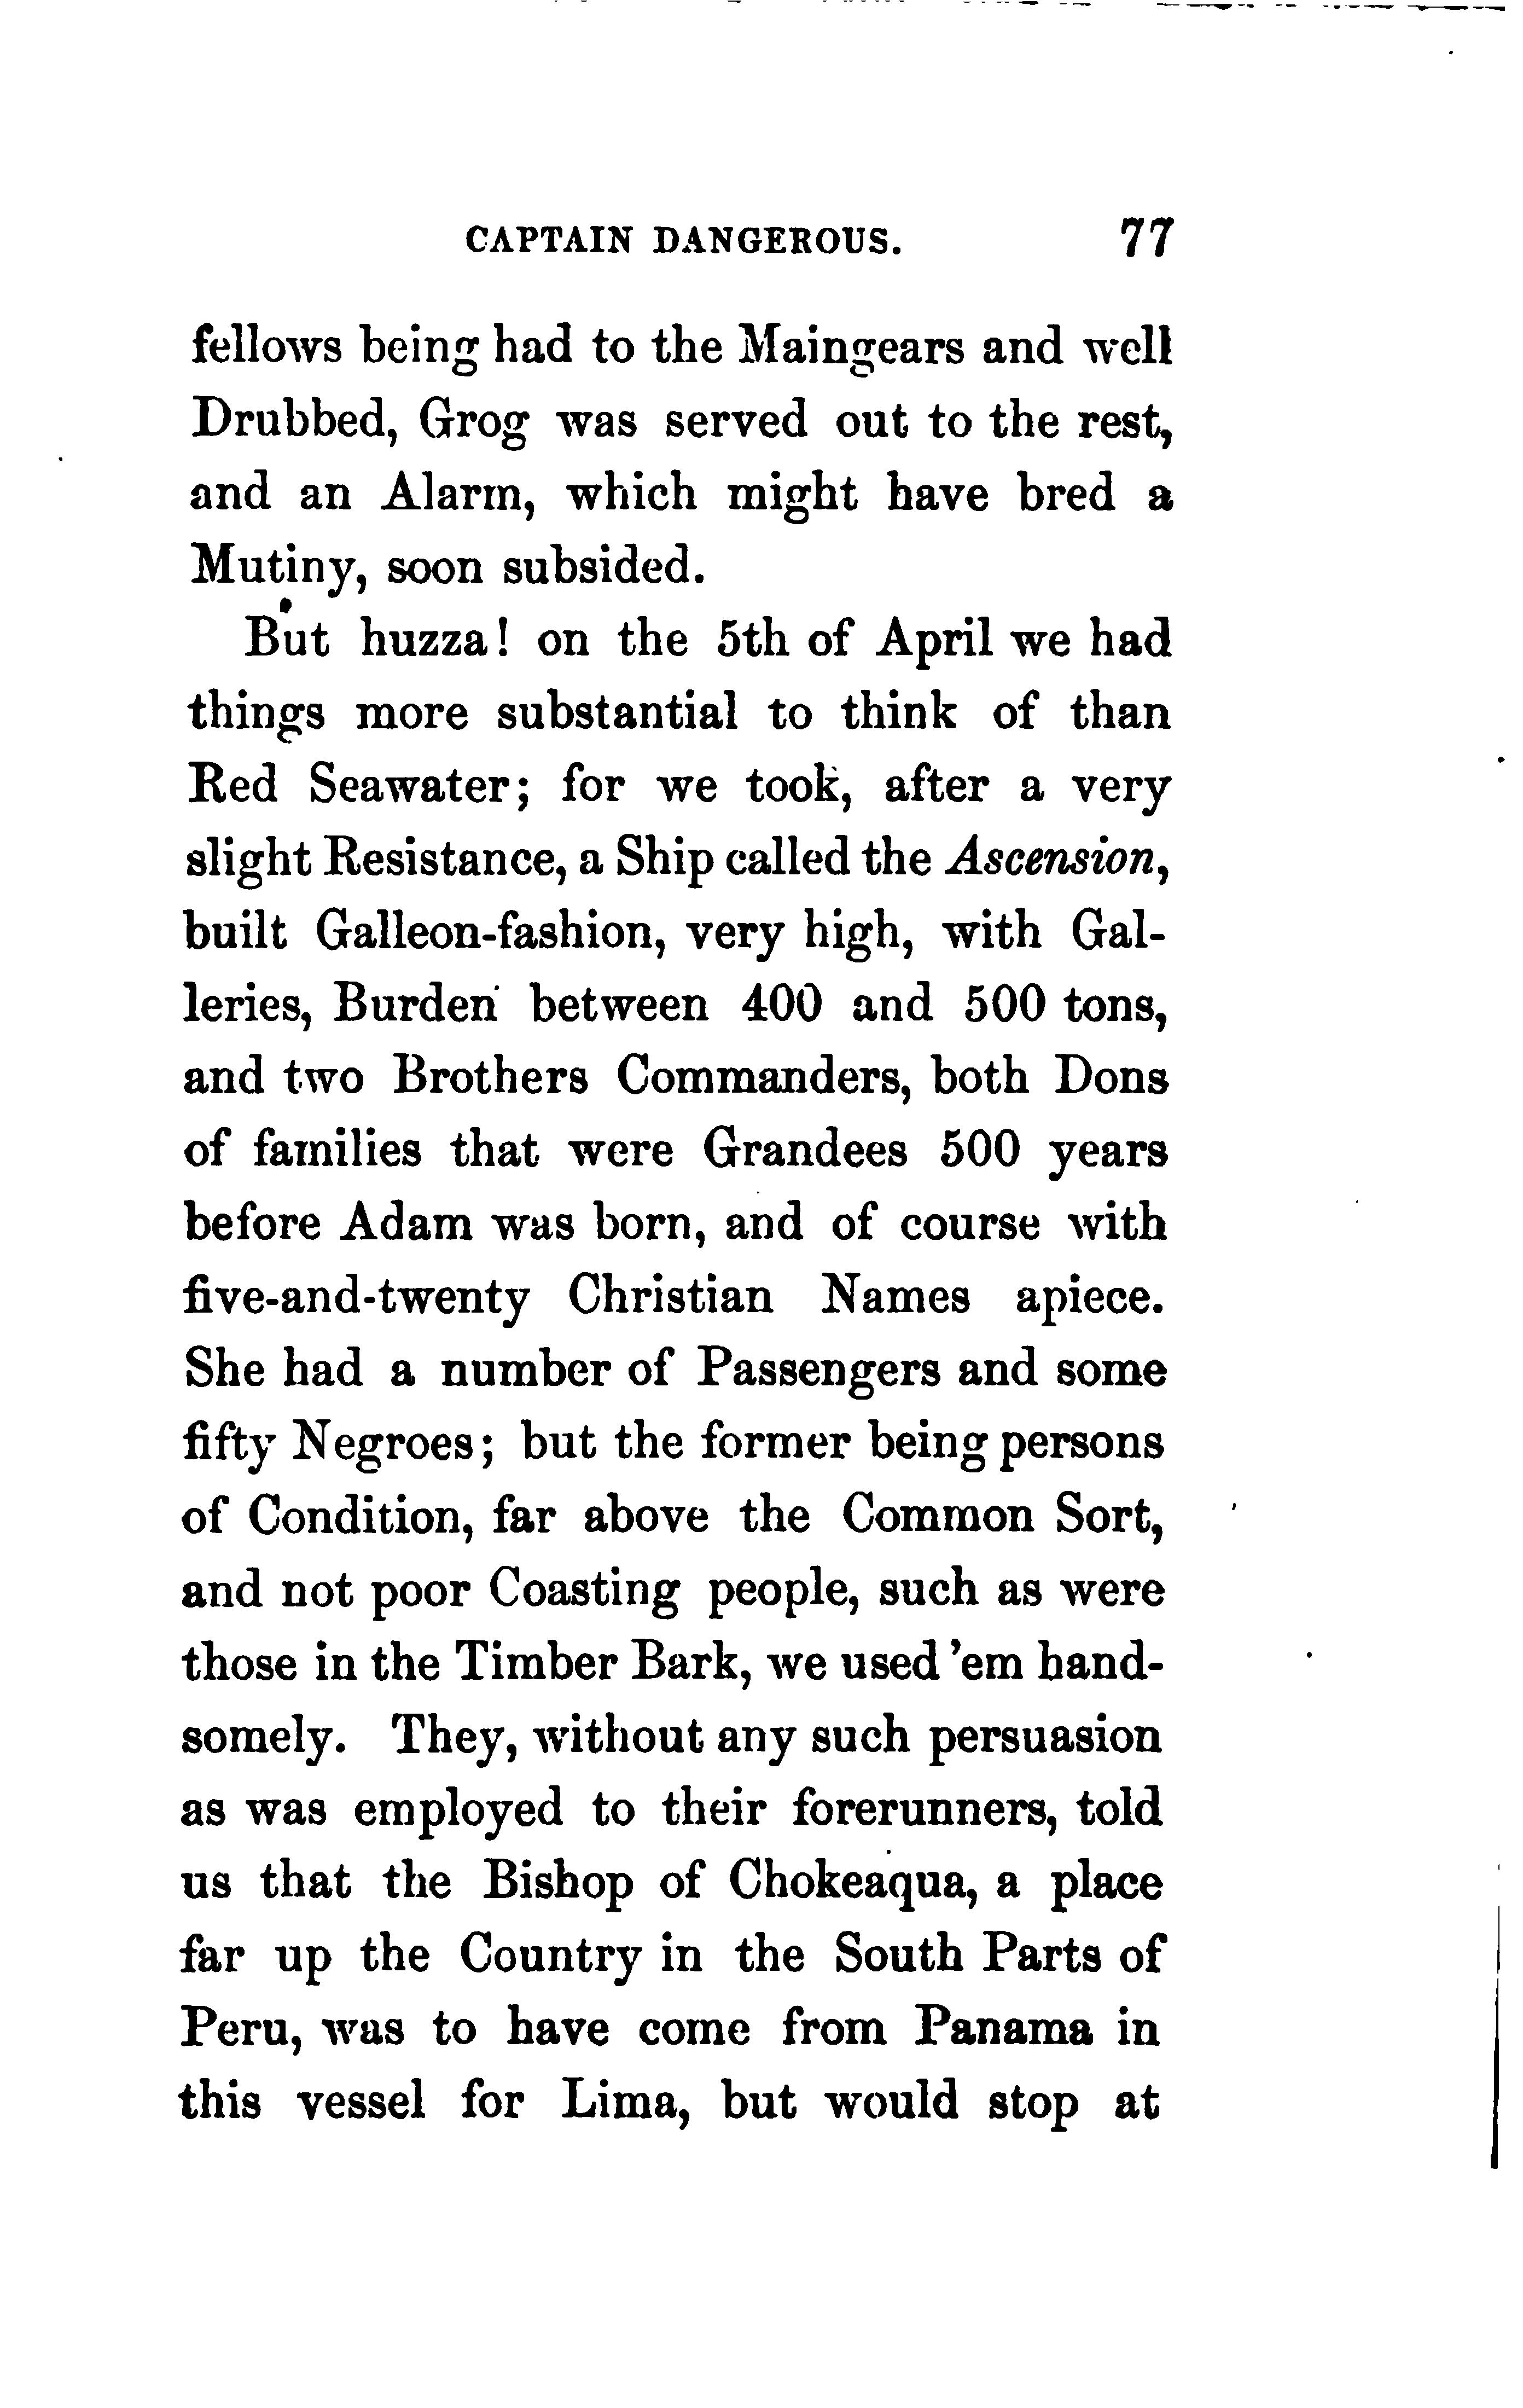 CAPTAIN DANGEROUS. 77
fellows being had to the Maingears and well
Drubbed, Grog was served out to the rest,
and an Alarm, which might have bred a
Mutiny, soon subsided.
But huzza! on the 5th of April we had
things more substantial to think of than
Red Seawater; for we took, after a very
slight Resistance, a Ship called the Ascension,
built Galleon-fashion, very high, with Gal-
leries, Burden between 400 and 500 tons,
and two Brothers Commanders, both Dons
of families that were Grandees 500 years
before Adam was born, and of course with
five-and-twenty Christian Names apiece.
She had a number of Passengers and some
fifty Negroes; but the former being persons
of Condition, far above the Common Sort,
and not poor Coasting people, such as were
those in the Timber Bark, we used 'em hand-
somely. They, without any such persuasion
as was employed to their forerunners, told
us that the Bishop of Chokeaqua, a place
far up the Country in the South Parts of
Peru, was to have come from Panama in
this vessel for Lima, but would stop at